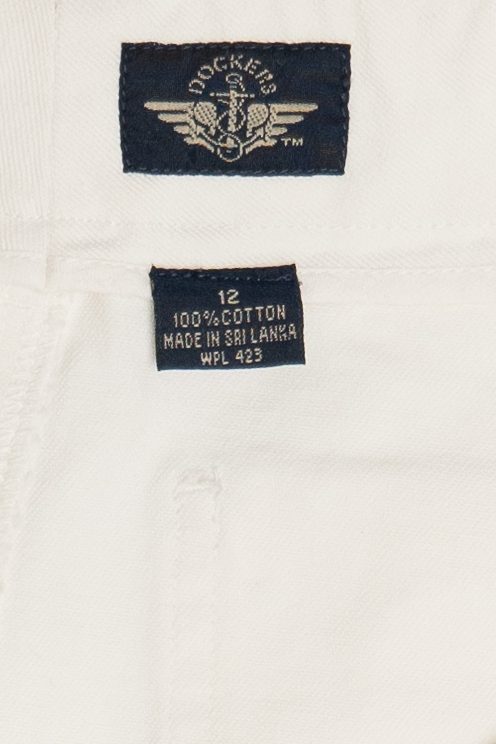 DOCKERS
TM
12
100% COTTON
MADE IN SRI LANKA
WPL 423